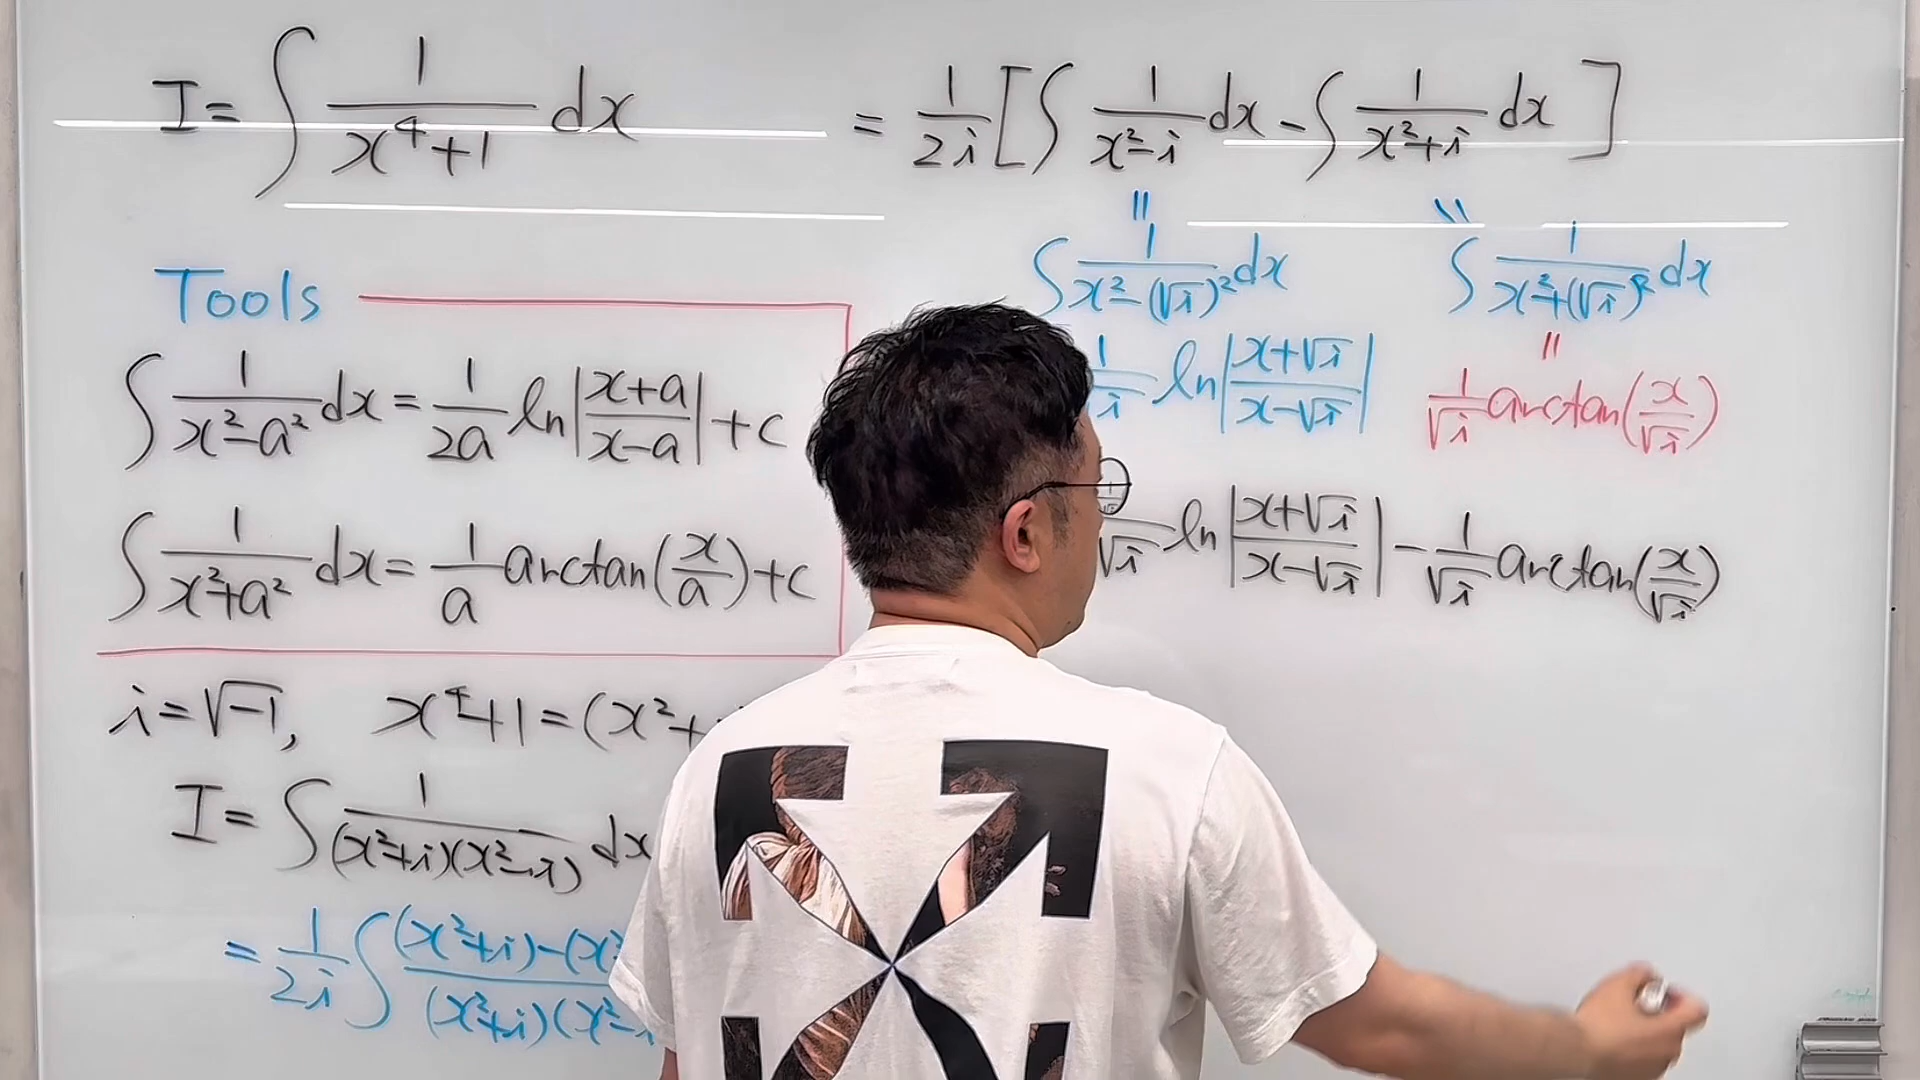 I = ∫ 1/(x⁴+1) dx
Tools
∫ 1/(x²-a²) dx = 1/(2a) ln|(x+a)/(x-a)| + c
∫ 1/(x²+a²) dx = 1/a arctan(x/a) + c
i = √-1, x⁴+1 = (x²+
I = ∫ 1/((x²+i)(x²-i)) dx
= 1/(2i) ∫ (x²+i)-(x² / (x²+i)(x²-i
= 1/(2i) [∫ 1/(x²-i) dx - ∫ 1/(x²+i) dx]
= =
∫ 1/(x²-(√i)²) dx ∫ 1/(x²+(√i)²) dx
=
1/i ln|(x+√i)/(x-√i)| 1/√i arctan(x/√i)
√i ln|(x+√i)/(x-√i)| - 1/√i arctan(x/√i)